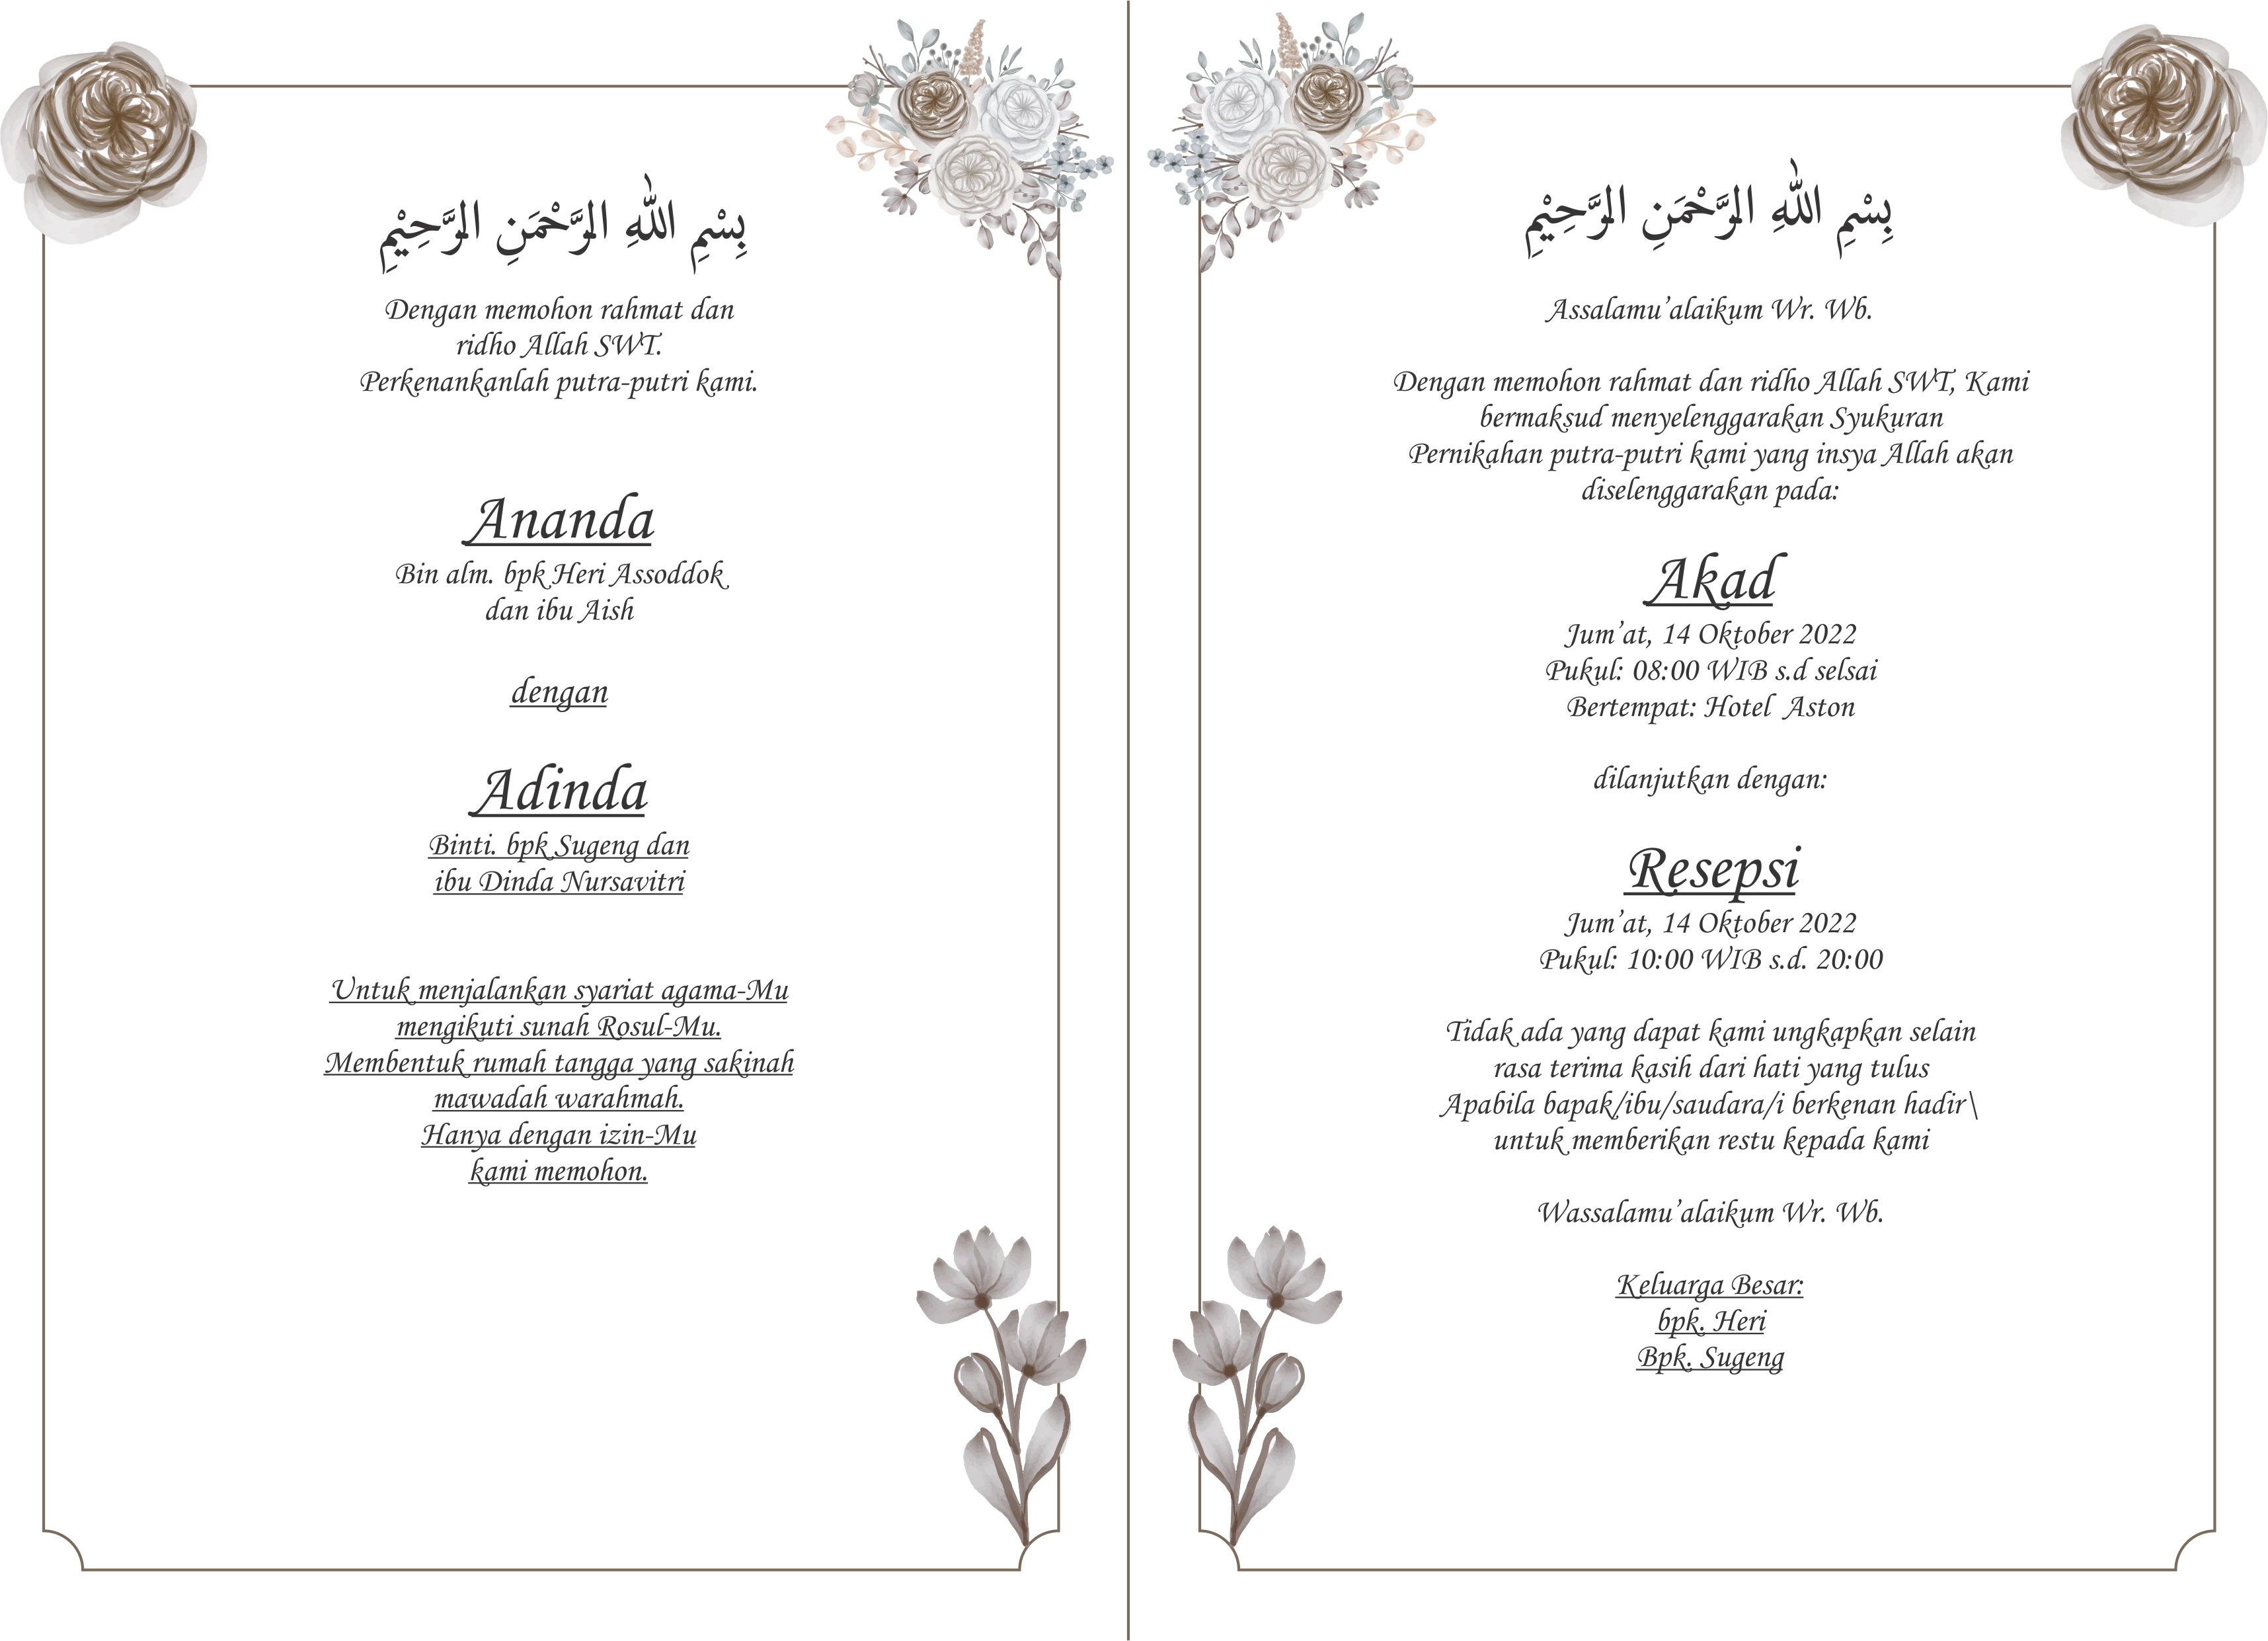 بِسْمِ اللهِ الرَّحْمَنِ الرَّحِيْمِ
Dengan memohon rahmat dan
ridho Allah SWT.
Perkenankanlah putra-putri kami.
Ananda
Bin alm. bpk Heri Assoddok
dan ibu Aish
dengan
Adinda
Binti. bpk Sugeng dan
ibu Dinda Nursavitri
Untuk menjalankan syariat agama-Mu
mengikuti sunah Rosul-Mu.
Membentuk rumah tangga yang sakinah
mawadah warahmah.
Hanya dengan izin-Mu
kami memohon.
بِسْمِ اللهِ الرَّحْمَنِ الرَّحِيْمِ
Assalamu'alaikum Wr. Wb.
Dengan memohon rahmat dan ridho Allah SWT, Kami
bermaksud menyelenggarakan Syukuran
Pernikahan putra-putri kami yang insya Allah akan
diselenggarakan pada:
Akad
Jum'at, 14 Oktober 2022
Pukul: 08:00 WIB s.d selsai
Bertempat: Hotel  Aston
dilanjutkan dengan:
Resepsi
Jum'at, 14 Oktober 2022
Pukul: 10:00 WIB s.d. 20:00
Tidak ada yang dapat kami ungkapkan selain
rasa terima kasih dari hati yang tulus
Apabila bapak/ibu/saudara/i berkenan hadir\
untuk memberikan restu kepada kami
Wassalamu'alaikum Wr. Wb.
Keluarga Besar:
bpk. Heri
Bpk. Sugeng